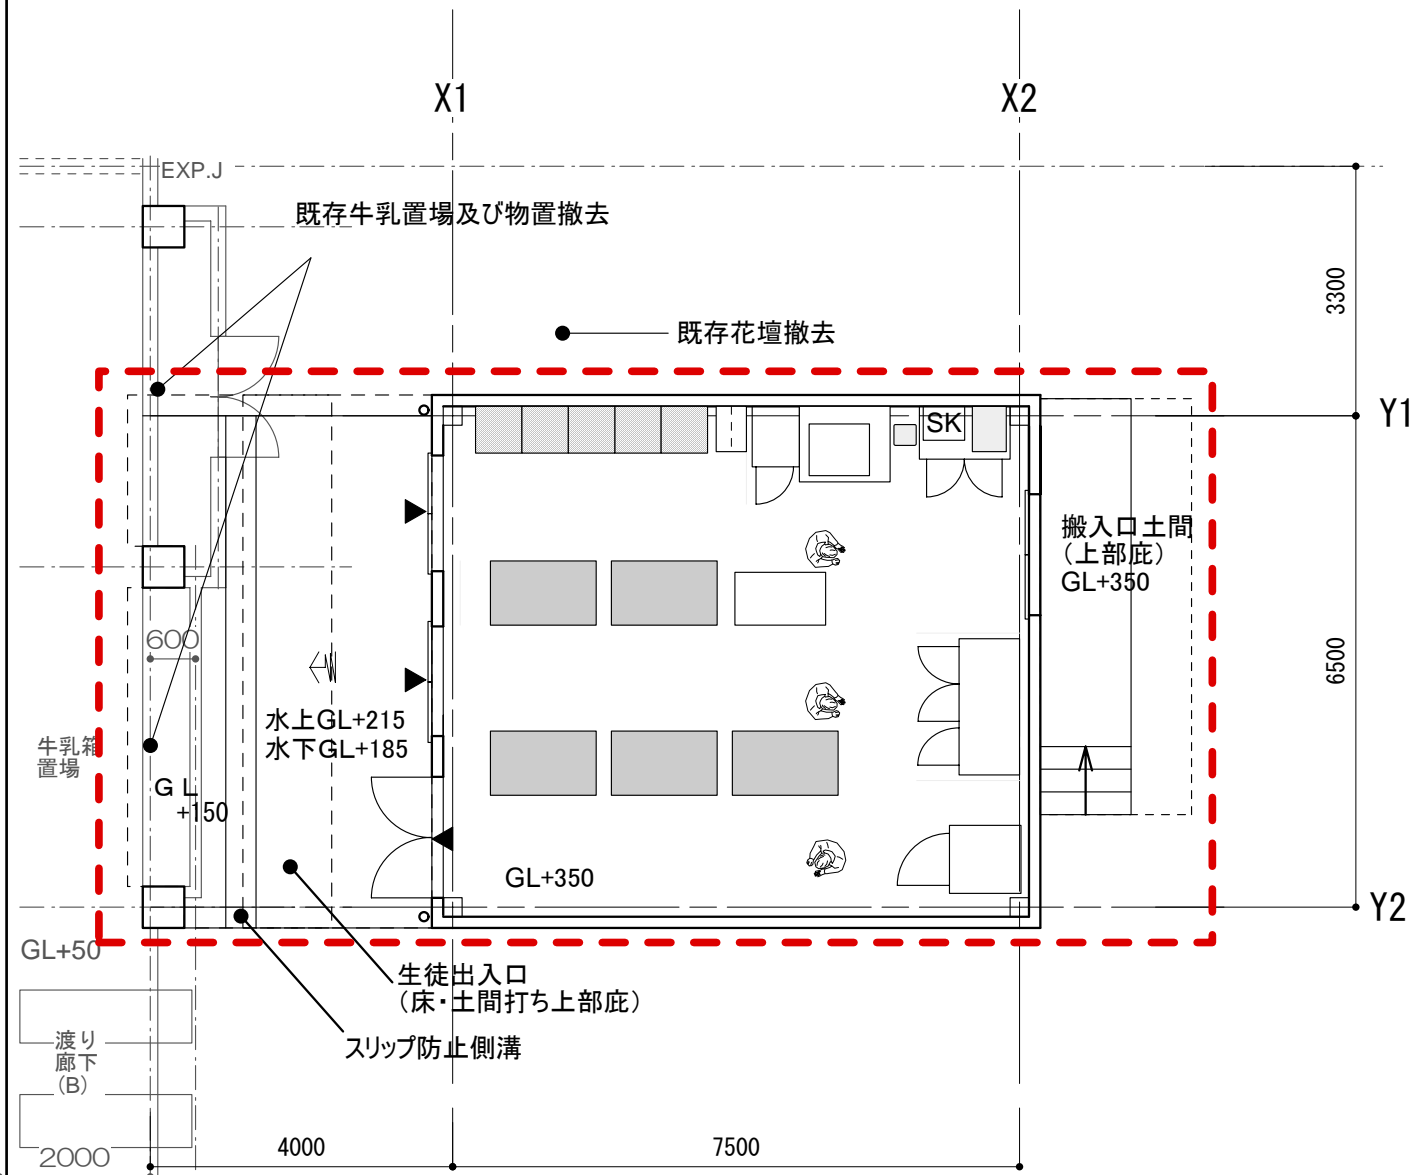 X1
X2
EXP.J
既存牛乳置場及び物置撤去
3300
既存花壇撤去
Y1
SK
搬入口土間
(上部庇)
GL+350
600
6500
水上GL+215
水下GL+185
牛乳箱
置場
GL
+150
GL+350
Y2
GL+50
生徒出入口
(床・土間打ち上部庇)
スリップ防止側溝
渡り
廊下
(B)
4000
7500
2000